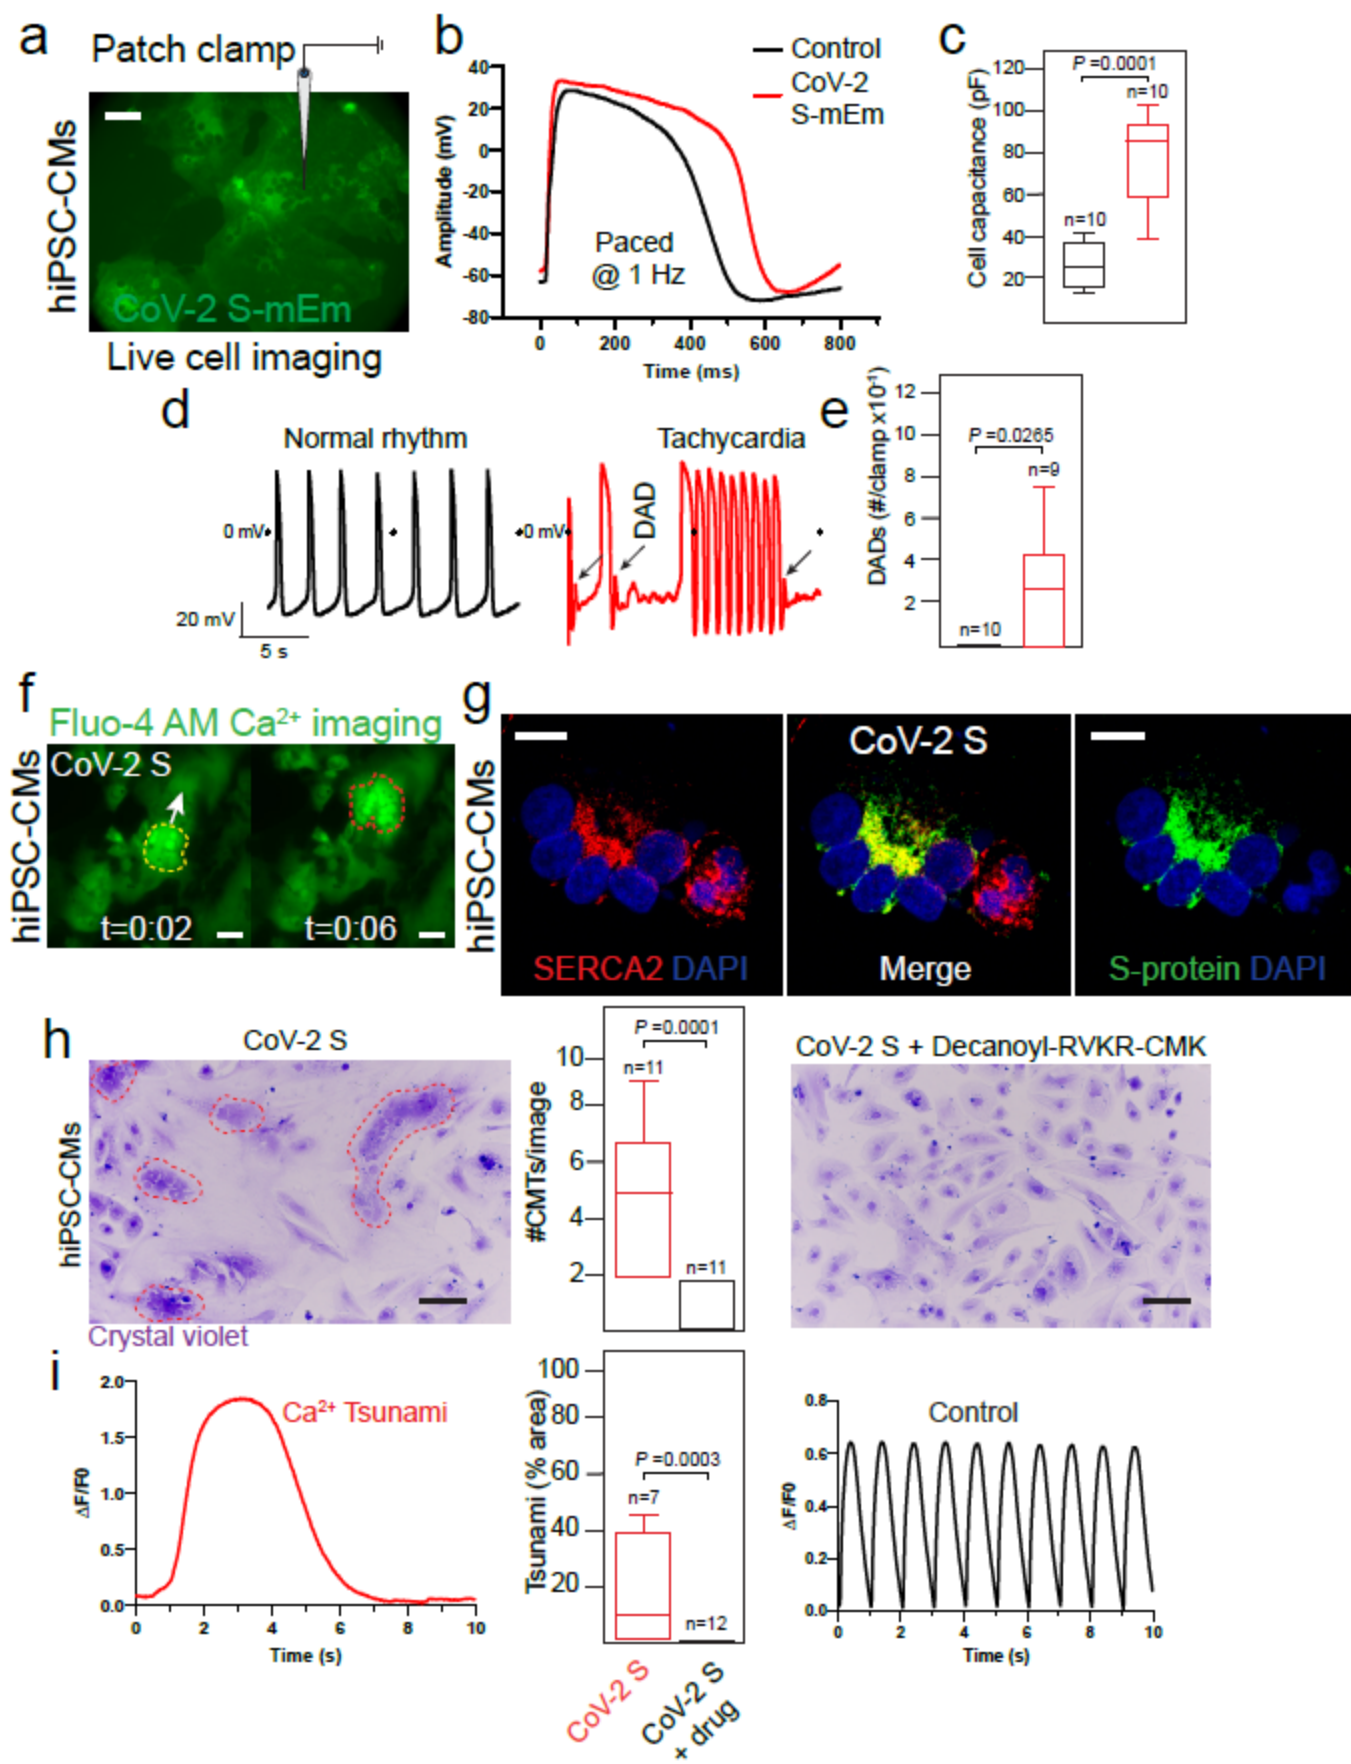 a
Patch clamp
hiPSC-CMs
CoV-2 S-mEm
Live cell imaging
b
Control
CoV-2
S-mEm
Amplitude (mV)
40
20
0
-20
-40
-60
-80
Paced
@ 1 Hz
0
200
400
600
800
Time (ms)
c
Cell capacitance (pF)
120
100
80
60
40
20
P =0.0001
n=10
n=10
d
Normal rhythm
Tachycardia
0 mV
0 mV
DAD
20 mV
5 s
e
DADs (#/clamp x10⁻¹)
12
10
8
6
4
2
P =0.0265
n=9
n=10
f
Fluo-4 AM Ca²⁺ imaging
hiPSC-CMs
CoV-2 S
t=0:02
t=0:06
g
hiPSC-CMs
CoV-2 S
SERCA2 DAPI
Merge
S-protein DAPI
h
CoV-2 S
hiPSC-CMs
Crystal violet
#CMTs/image
10
8
6
4
2
P =0.0001
n=11
n=11
CoV-2 S + Decanoyl-RVKR-CMK
i
ΔF/F0
2.0
1.5
1.0
0.5
0.0
Ca²⁺ Tsunami
0
2
4
6
8
10
Time (s)
Tsunami (% area)
100
80
60
40
20
P =0.0003
n=7
n=12
CoV-2 S
CoV-2 S
+ drug
ΔF/F0
0.8
0.6
0.4
0.2
0.0
Control
0
2
4
6
8
10
Time (s)